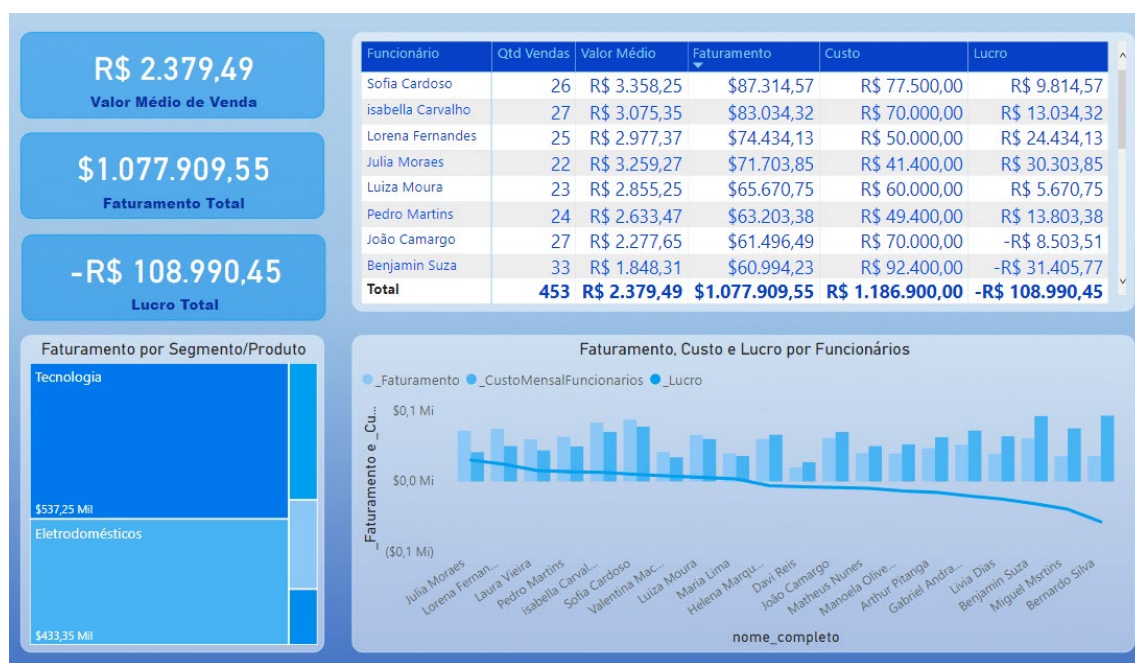 R$ 2.379,49
Valor Médio de Venda
$1.077.909,55
Faturamento Total
-R$ 108.990,45
Lucro Total
Funcionário Qtd Vendas Valor Médio Faturamento Custo Lucro
Sofia Cardoso 26 R$ 3.358,25 $87.314,57 R$ 77.500,00 R$ 9.814,57
isabella Carvalho 27 R$ 3.075,35 $83.034,32 R$ 70.000,00 R$ 13.034,32
Lorena Fernandes 25 R$ 2.977,37 $74.434,13 R$ 50.000,00 R$ 24.434,13
Julia Moraes 22 R$ 3.259,27 $71.703,85 R$ 41.400,00 R$ 30.303,85
Luiza Moura 23 R$ 2.855,25 $65.670,75 R$ 60.000,00 R$ 5.670,75
Pedro Martins 24 R$ 2.633,47 $63.203,38 R$ 49.400,00 R$ 13.803,38
João Camargo 27 R$ 2.277,65 $61.496,49 R$ 70.000,00 -R$ 8.503,51
Benjamin Suza 33 R$ 1.848,31 $60.994,23 R$ 92.400,00 -R$ 31.405,77
Total 453 R$ 2.379,49 $1.077.909,55 R$ 1.186.900,00 -R$ 108.990,45
Faturamento por Segmento/Produto
Tecnologia
$537,25 Mil
Eletrodomésticos
$433,35 Mil
Faturamento, Custo e Lucro por Funcionários
_Faturamento _CustoMensalFuncionarios _Lucro
_Faturamento e _Cu...
$0,1 Mi
$0,0 Mi
($0,1 Mi)
Julia Moraes
Lorena Fernan...
Laura Vieira
Pedro Martins
isabella Carval...
Sofia Cardoso
Valentina Mac...
Luiza Moura
Maria Lima
Helena Marqu...
Davi Reis
João Camargo
Matheus Nunes
Manoela Olive...
Arthur Pitanga
Gabriel Andra...
Livia Dias
Benjamin Suza
Miguel Msrtins
Bernardo Silva
nome_completo